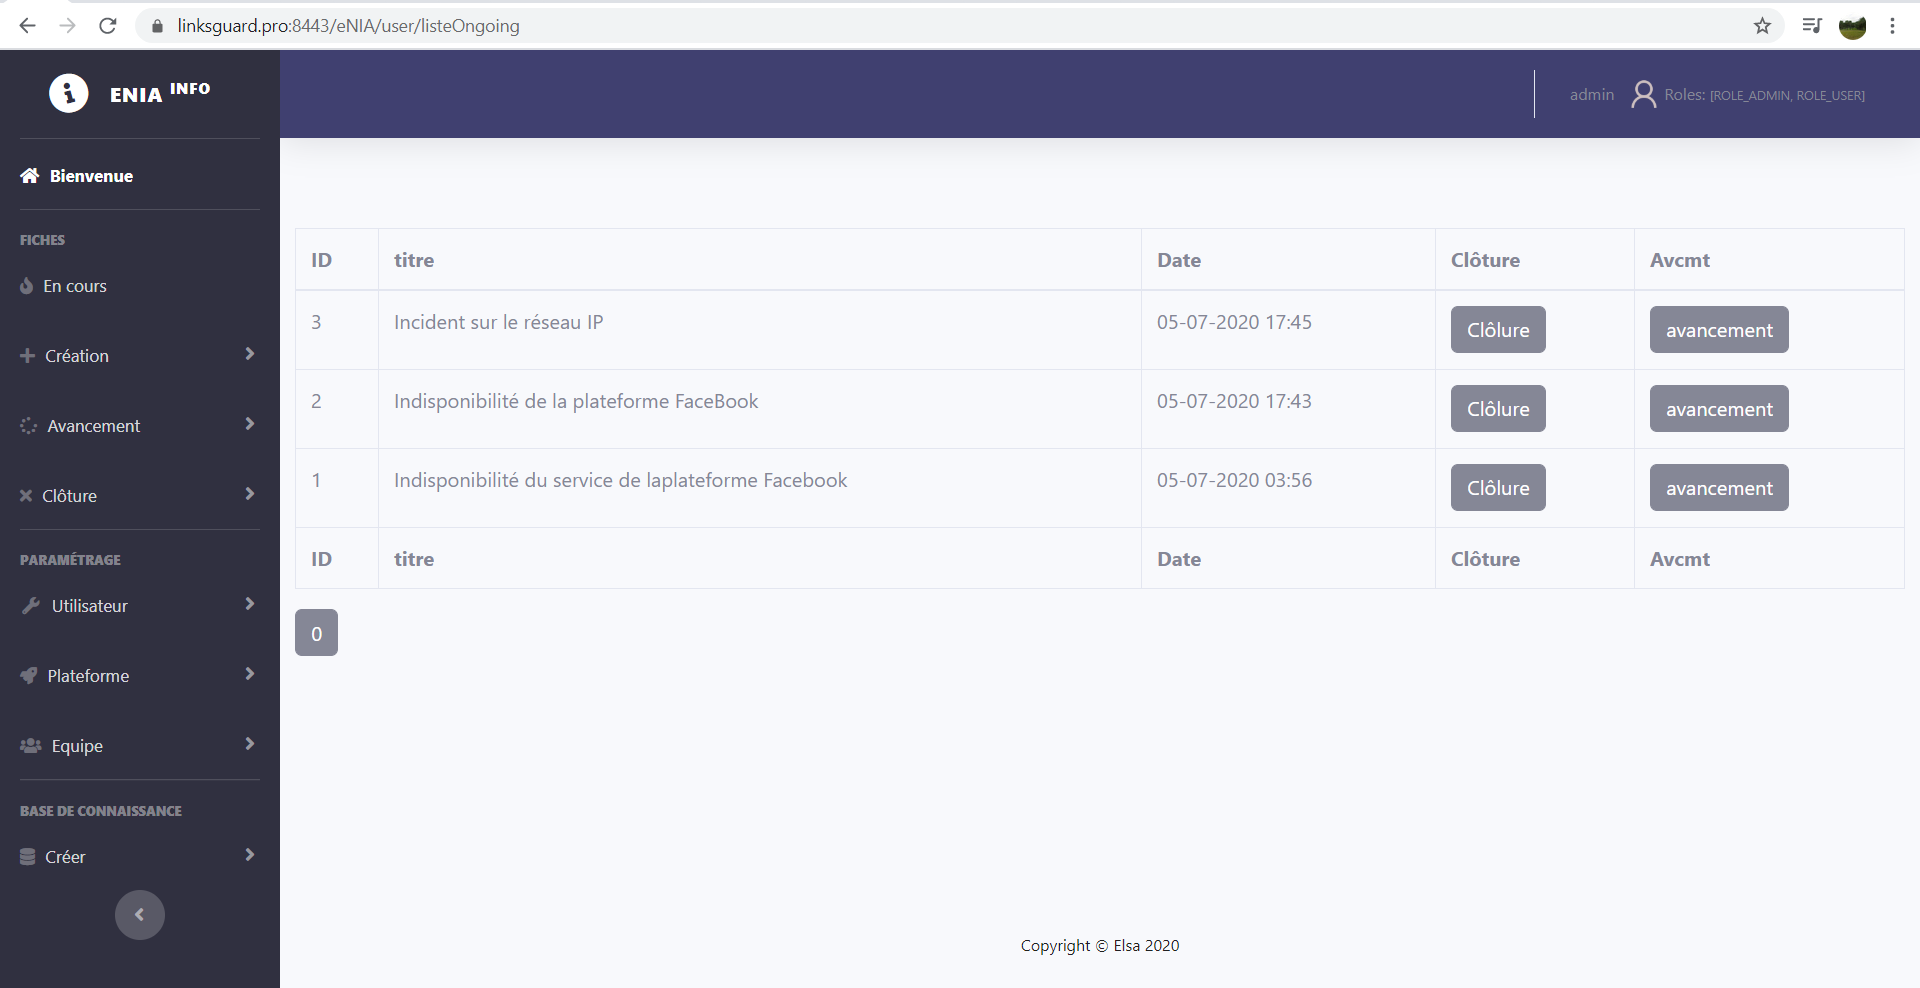 linksguard.pro:8443/eNIA/user/listeOngoing
ENIA INFO
admin Roles: [ROLE_ADMIN, ROLE_USER]
Bienvenue
FICHES
En cours
Création
Avancement
Clôture
PARAMÉTRAGE
Utilisateur
Plateforme
Equipe
BASE DE CONNAISSANCE
Créer
ID titre Date Clôture Avcmt
3 Incident sur le réseau IP 05-07-2020 17:45 Clôlure avancement
2 Indisponibilité de la plateforme FaceBook 05-07-2020 17:43 Clôlure avancement
1 Indisponibilité du service de laplateforme Facebook 05-07-2020 03:56 Clôlure avancement
ID titre Date Clôture Avcmt
0
Copyright © Elsa 2020